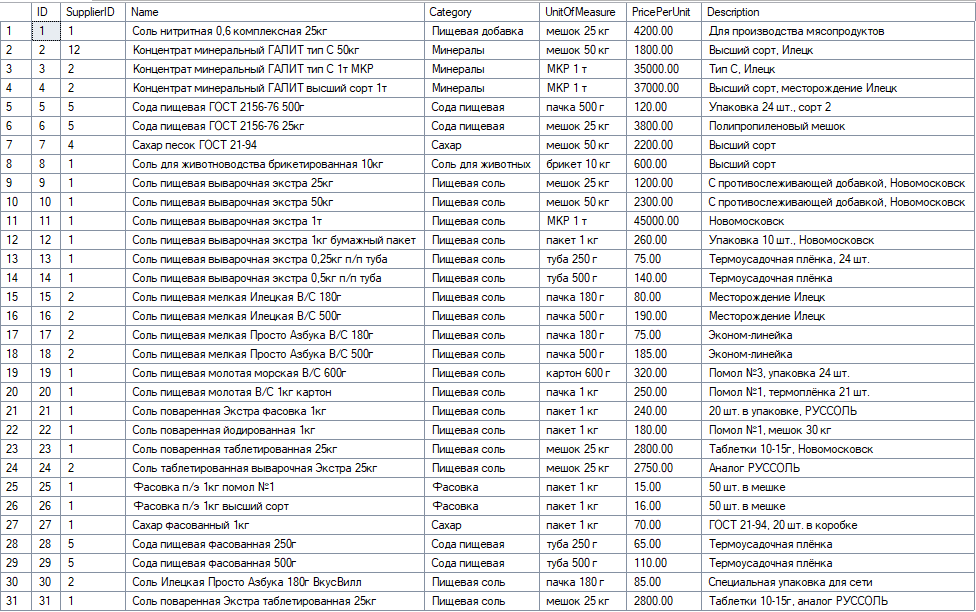 ID SupplierID Name Category UnitOfMeasure PricePerUnit Description
1 1 1 Соль нитритная 0,6 комплексная 25кг Пищевая добавка мешок 25 кг 4200.00 Для производства мясопродуктов
2 2 12 Концентрат минеральный ГАЛИТ тип С 50кг Минералы мешок 50 кг 1800.00 Высший сорт, Илецк
3 3 2 Концентрат минеральный ГАЛИТ тип С 1т МКР Минералы МКР 1 т 35000.00 Тип С, Илецк
4 4 2 Концентрат минеральный ГАЛИТ высший сорт 1т Минералы МКР 1 т 37000.00 Высший сорт, месторождение Илецк
5 5 5 Сода пищевая ГОСТ 2156-76 500г Сода пищевая пачка 500 г 120.00 Упаковка 24 шт., сорт 2
6 6 5 Сода пищевая ГОСТ 2156-76 25кг Сода пищевая мешок 25 кг 3800.00 Полипропиленовый мешок
7 7 4 Сахар песок ГОСТ 21-94 Сахар мешок 50 кг 2200.00 Высший сорт
8 8 1 Соль для животноводства брикетированная 10кг Соль для животных брикет 10 кг 600.00 Высший сорт
9 9 1 Соль пищевая выварочная экстра 25кг Пищевая соль мешок 25 кг 1200.00 С противослеживающей добавкой, Новомосковск
10 10 1 Соль пищевая выварочная экстра 50кг Пищевая соль мешок 50 кг 2300.00 С противослеживающей добавкой, Новомосковск
11 11 1 Соль пищевая выварочная экстра 1т Пищевая соль МКР 1 т 45000.00 Новомосковск
12 12 1 Соль пищевая выварочная экстра 1кг бумажный пакет Пищевая соль пакет 1 кг 260.00 Упаковка 10 шт., Новомосковск
13 13 1 Соль пищевая выварочная экстра 0,25кг п/п туба Пищевая соль туба 250 г 75.00 Термоусадочная плёнка, 24 шт.
14 14 1 Соль пищевая выварочная экстра 0,5кг п/п туба Пищевая соль туба 500 г 140.00 Термоусадочная плёнка
15 15 2 Соль пищевая мелкая Илецкая В/С 180г Пищевая соль пачка 180 г 80.00 Месторождение Илецк
16 16 2 Соль пищевая мелкая Илецкая В/С 500г Пищевая соль пачка 500 г 190.00 Месторождение Илецк
17 17 2 Соль пищевая мелкая Просто Азбука В/С 180г Пищевая соль пачка 180 г 75.00 Эконом-линейка
18 18 2 Соль пищевая мелкая Просто Азбука В/С 500г Пищевая соль пачка 500 г 185.00 Эконом-линейка
19 19 1 Соль пищевая молотая морская В/С 600г Пищевая соль картон 600 г 320.00 Помол №3, упаковка 24 шт.
20 20 1 Соль пищевая молотая В/С 1кг картон Пищевая соль пачка 1 кг 250.00 Помол №1, термоплёнка 21 шт.
21 21 1 Соль поваренная Экстра фасовка 1кг Пищевая соль пакет 1 кг 240.00 20 шт. в упаковке, РУССОЛЬ
22 22 1 Соль поваренная йодированная 1кг Пищевая соль пакет 1 кг 180.00 Помол №1, мешок 30 кг
23 23 1 Соль поваренная таблетированная 25кг Пищевая соль мешок 25 кг 2800.00 Таблетки 10-15г, Новомосковск
24 24 2 Соль таблетированная выварочная Экстра 25кг Пищевая соль мешок 25 кг 2750.00 Аналог РУССОЛЬ
25 25 1 Фасовка п/э 1кг помол №1 Фасовка пакет 1 кг 15.00 50 шт. в мешке
26 26 1 Фасовка п/э 1кг высший сорт Фасовка пакет 1 кг 16.00 50 шт. в мешке
27 27 1 Сахар фасованный 1кг Сахар пакет 1 кг 70.00 ГОСТ 21-94, 20 шт. в коробке
28 28 5 Сода пищевая фасованная 250г Сода пищевая туба 250 г 65.00 Термоусадочная плёнка
29 29 5 Сода пищевая фасованная 500г Сода пищевая туба 500 г 110.00 Термоусадочная плёнка
30 30 2 Соль Илецкая Просто Азбука 180г ВкусВилл Пищевая соль пачка 180 г 85.00 Специальная упаковка для сети
31 31 1 Соль поваренная Экстра таблетированная 25кг Пищевая соль мешок 25 кг 2800.00 Таблетки 10-15г, аналог РУССОЛЬ